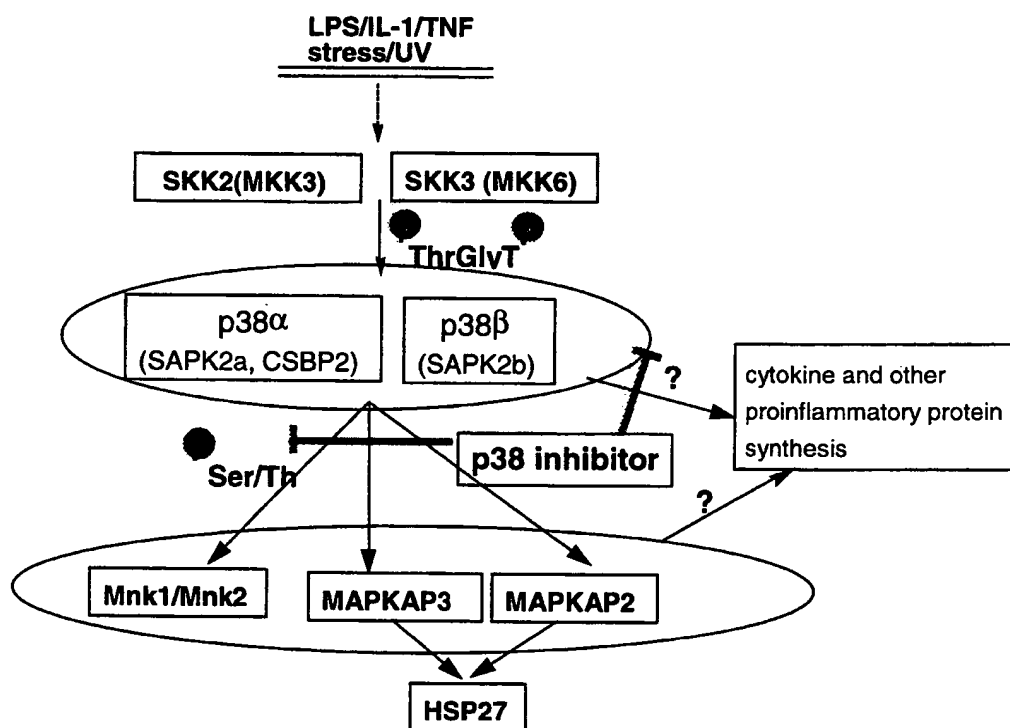 LPS/IL-1/TNF
stress/UV
SKK2(MKK3)
SKK3 (MKK6)
ThrGlyT
p38α
(SAPK2a, CSBP2)
p38β
(SAPK2b)
?
cytokine and other
proinflammatory protein
synthesis
p38 inhibitor
Ser/Th
?
Mnk1/Mnk2
MAPKAP3
MAPKAP2
HSP27